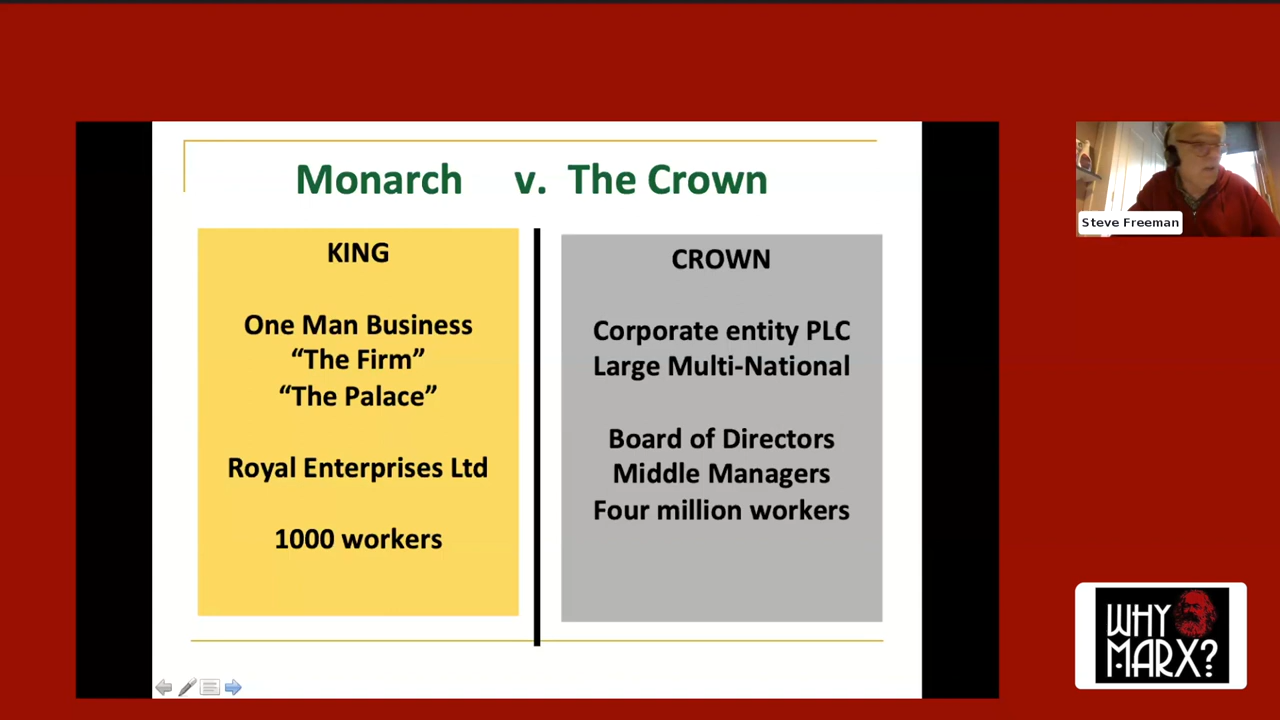 Monarch v. The Crown
KING
One Man Business
“The Firm”
“The Palace”
Royal Enterprises Ltd
1000 workers
CROWN
Corporate entity PLC
Large Multi-National
Board of Directors
Middle Managers
Four million workers
Steve Freeman
WHY
MARX?